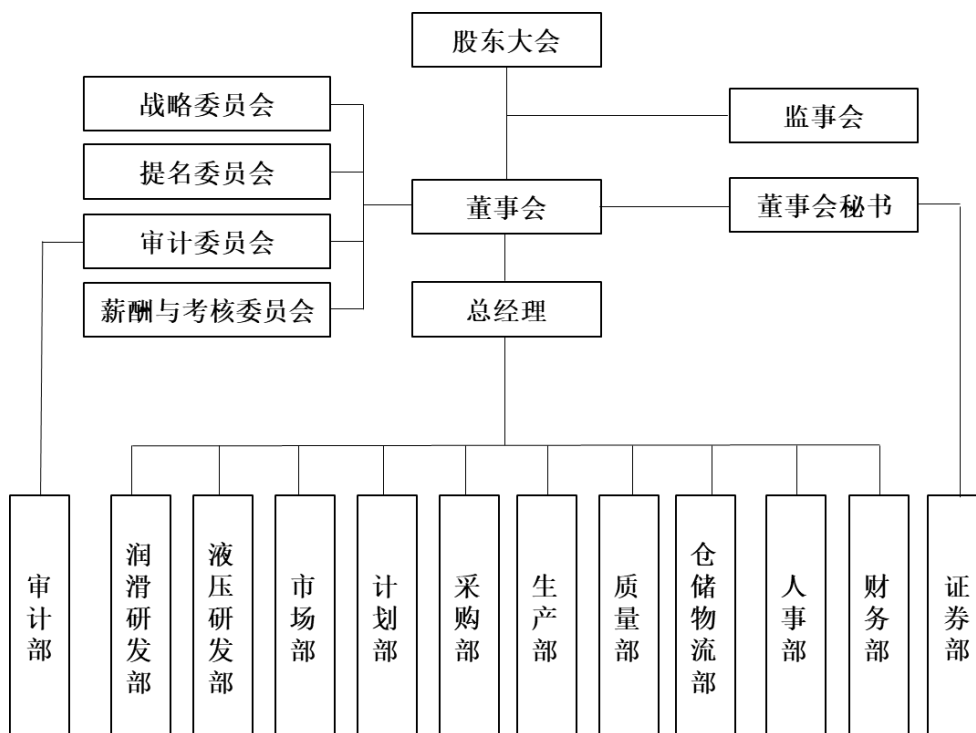 股东大会
战略委员会
监事会
提名委员会
董事会
董事会秘书
审计委员会
薪酬与考核委员会
总经理
审计部
润滑研发部
液压研发部
市场部
计划部
采购部
生产部
质量部
仓储物流部
人事部
财务部
证券部